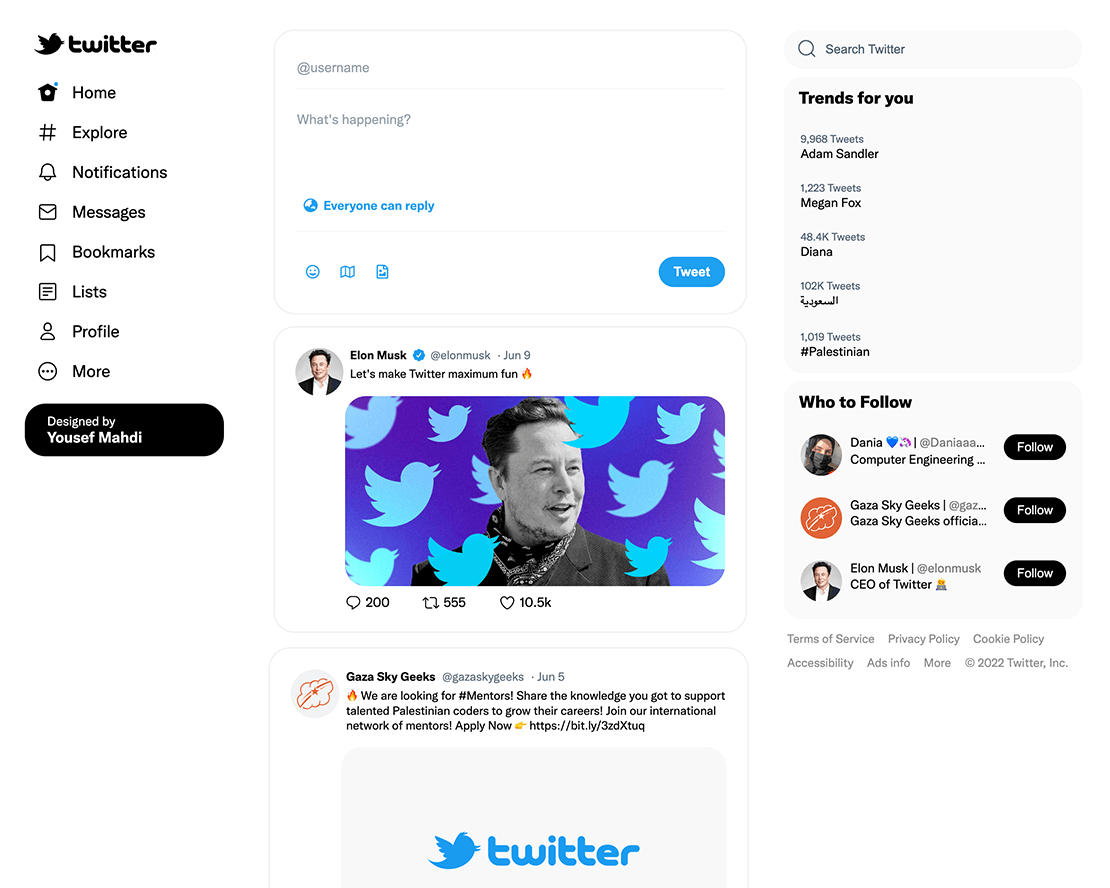 twitter
Home
Explore
Notifications
Messages
Bookmarks
Lists
Profile
More
Designed by
Yousef Mahdi
@username
What's happening?
Everyone can reply
Tweet
Elon Musk @elonmusk · Jun 9
Let's make Twitter maximum fun 🔥
200 555 10.5k
Gaza Sky Geeks @gazaskygeeks · Jun 5
🔥 We are looking for #Mentors! Share the knowledge you got to support
talented Palestinian coders to grow their careers! Join our international
network of mentors! Apply Now 👉 https://bit.ly/3zdXtuq
twitter
Search Twitter
Trends for you
9,968 Tweets
Adam Sandler
1,223 Tweets
Megan Fox
48.4K Tweets
Diana
102K Tweets
السعودية
1,019 Tweets
#Palestinian
Who to Follow
Dania 💙🦄 | @Daniaaa...
Computer Engineering ...
Follow
Gaza Sky Geeks | @gaz...
Gaza Sky Geeks officia...
Follow
Elon Musk | @elonmusk
CEO of Twitter 👨‍💻
Follow
Terms of Service Privacy Policy Cookie Policy
Accessibility Ads info More © 2022 Twitter, Inc.